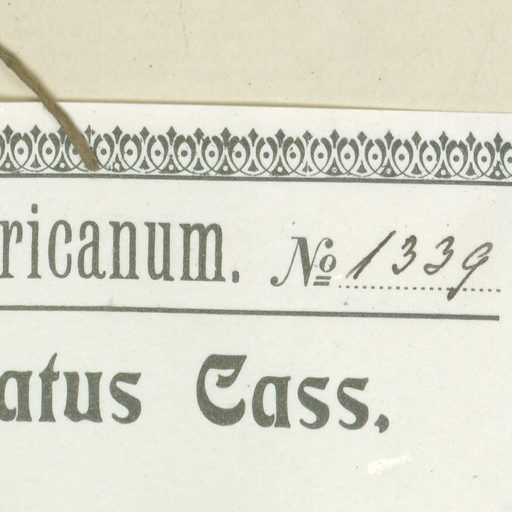 ricanum. No 1339
atus Cass.